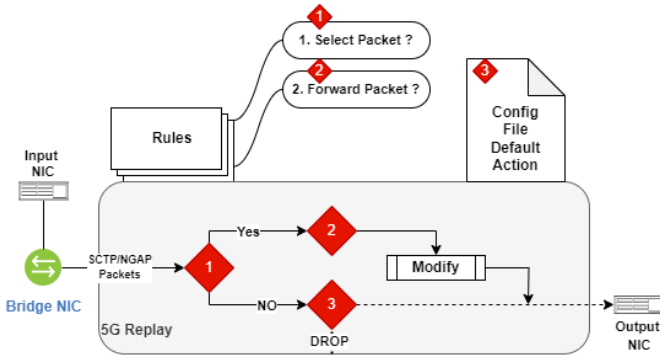 1
1. Select Packet ?
2
2. Forward Packet ?
3
Config
File
Default
Action
Rules
Input
NIC
Yes
2
SCTP/NGAP
Packets
1
Modify
Bridge NIC
NO
3
5G Replay
DROP
Output
NIC